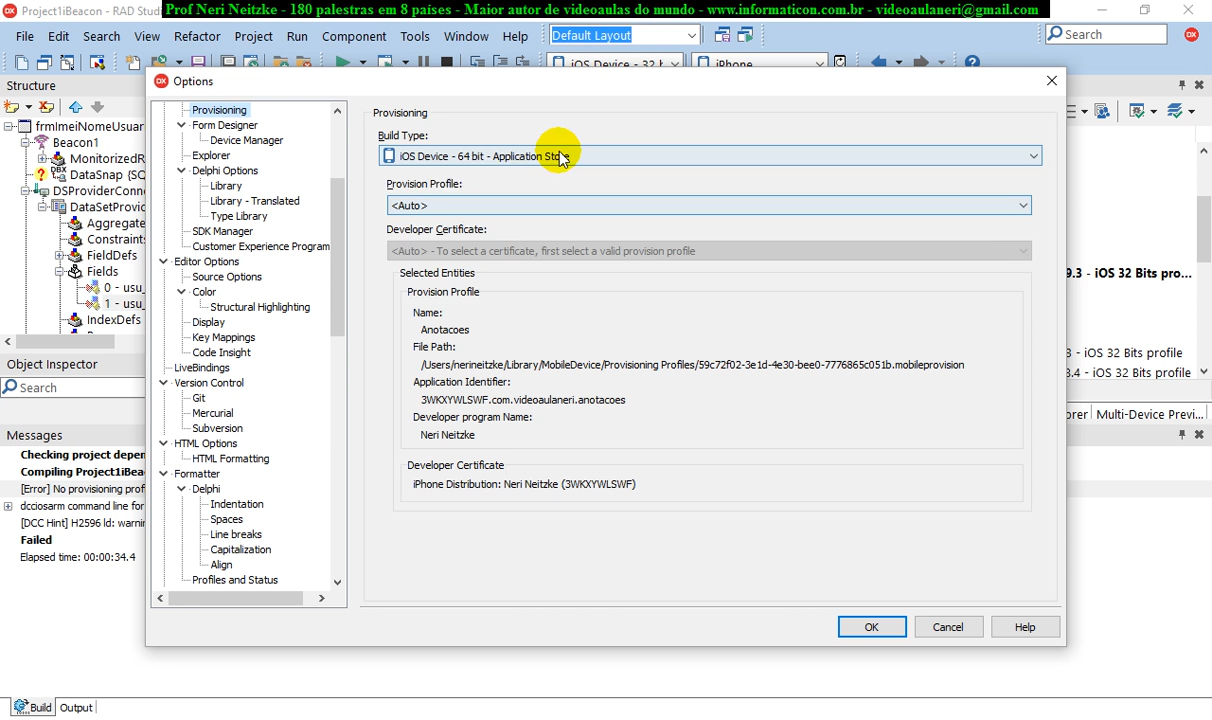 Project1iBeacon - RAD Stud
Prof Neri Neitzke - 180 palestras em 8 países - Maior autor de videoaulas do mundo - www.informaticon.com.br - videoaulaneri@gmail.com
File Edit Search View Refactor Project Run Component Tools Window Help
Default Layout
Search
iOS Device - 32 b
iPhone
Structure
Options
frmImeiNomeUsuar
Beacon1
MonitorizedR
DataSnap {SQ
DSProviderConn
DataSetProvid
Aggregate
Constraints
FieldDefs
Fields
0 - usu_
1 - usu_
IndexDefs
Object Inspector
Search
Messages
Checking project depen
Compiling Project1iBea
[Error] No provisioning prof
dcciosarm command line for
[DCC Hint] H2596 ld: warnin
Failed
Elapsed time: 00:00:34.4
Provisioning
Form Designer
Device Manager
Explorer
Delphi Options
Library
Library - Translated
Type Library
SDK Manager
Customer Experience Program
Editor Options
Source Options
Color
Structural Highlighting
Display
Key Mappings
Code Insight
LiveBindings
Version Control
Git
Mercurial
Subversion
HTML Options
HTML Formatting
Formatter
Delphi
Indentation
Spaces
Line breaks
Capitalization
Align
Profiles and Status
Provisioning
Build Type:
iOS Device - 64 bit - Application Store
Provision Profile:
<Auto>
Developer Certificate:
<Auto> - To select a certificate, first select a valid provision profile
Selected Entities
Provision Profile
Name:
Anotacoes
File Path:
/Users/nerineitzke/Library/MobileDevice/Provisioning Profiles/59c72f02-3e1d-4e30-bee0-7776865c051b.mobileprovision
Application Identifier:
3WKXYWLSWF.com.videoaulaneri.anotacoes
Developer program Name:
Neri Neitzke
Developer Certificate
iPhone Distribution: Neri Neitzke (3WKXYWLSWF)
OK Cancel Help
9.3 - iOS 32 Bits pro...
3 - iOS 32 Bits profile
8.4 - iOS 32 Bits profile
orer Multi-Device Previ...
Build Output